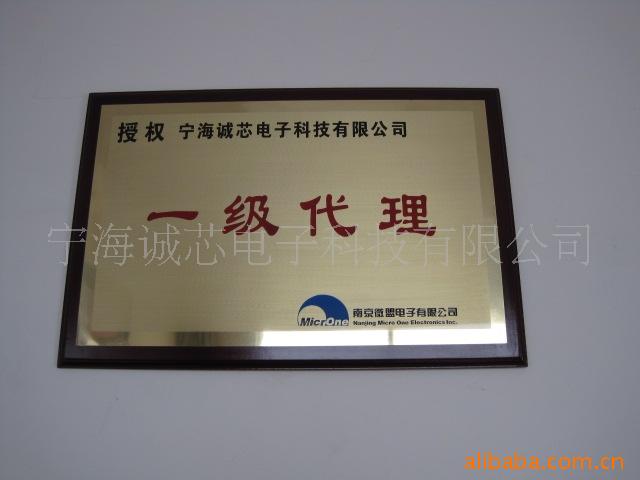 授权 宁海诚芯电子科技有限公司
一级代理
宁海诚芯电子科技有限公司
MicrOne
南京微盟电子有限公司
Nanjing Micro One Electronics Inc.
alibaba.com.cn